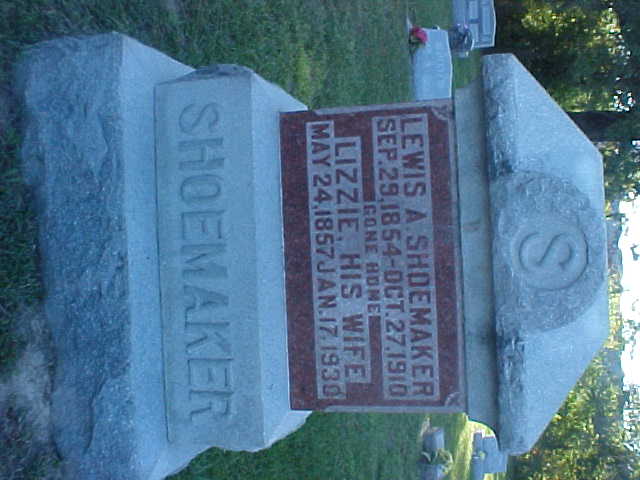 S
LEWIS A. SHOEMAKER
SEP. 29, 1854 - OCT. 27, 1910
GONE HOME
LIZZIE, HIS WIFE
MAY 24, 1857 JAN. 17, 1930
SHOEMAKER